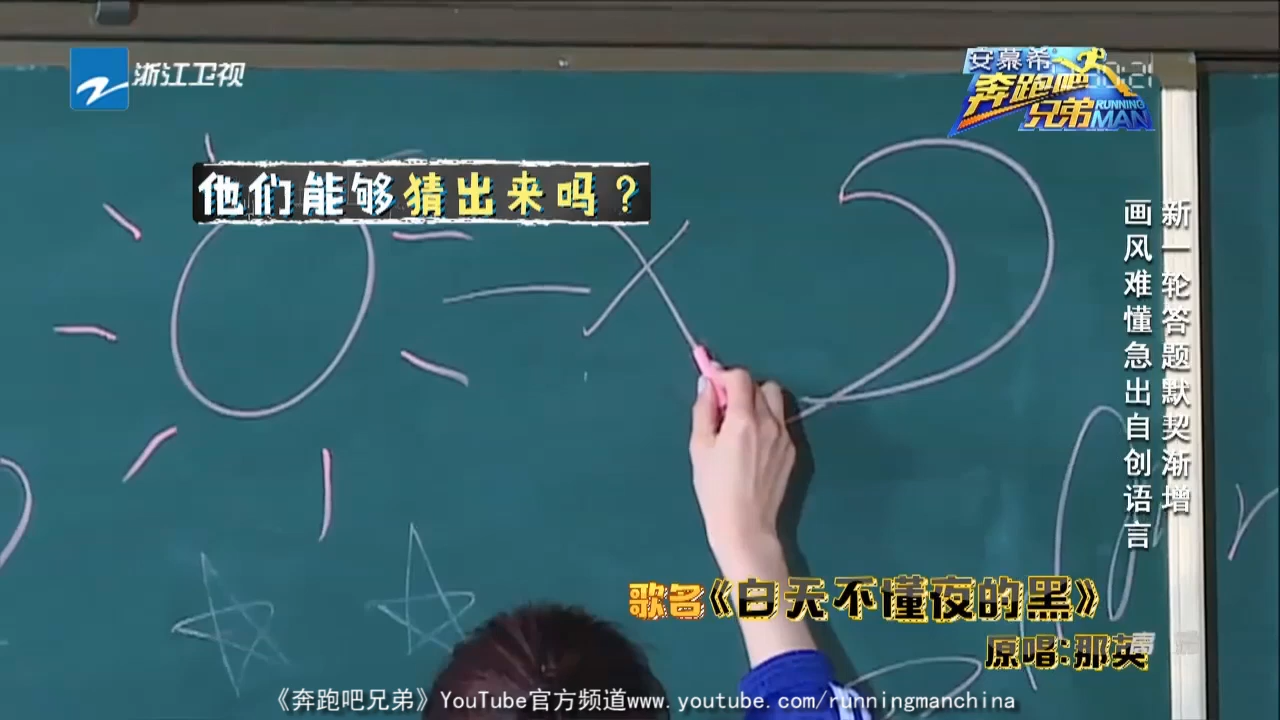 浙江卫视
安慕希
奔跑吧
兄弟
RUNNING
MAN
他们能够猜出来吗？
新一轮答题默契渐增
画风难懂急出自创语言
歌名《白天不懂夜的黑》
原唱:那英
《奔跑吧兄弟》YouTube官方频道www.youtube.com/runningmanchina